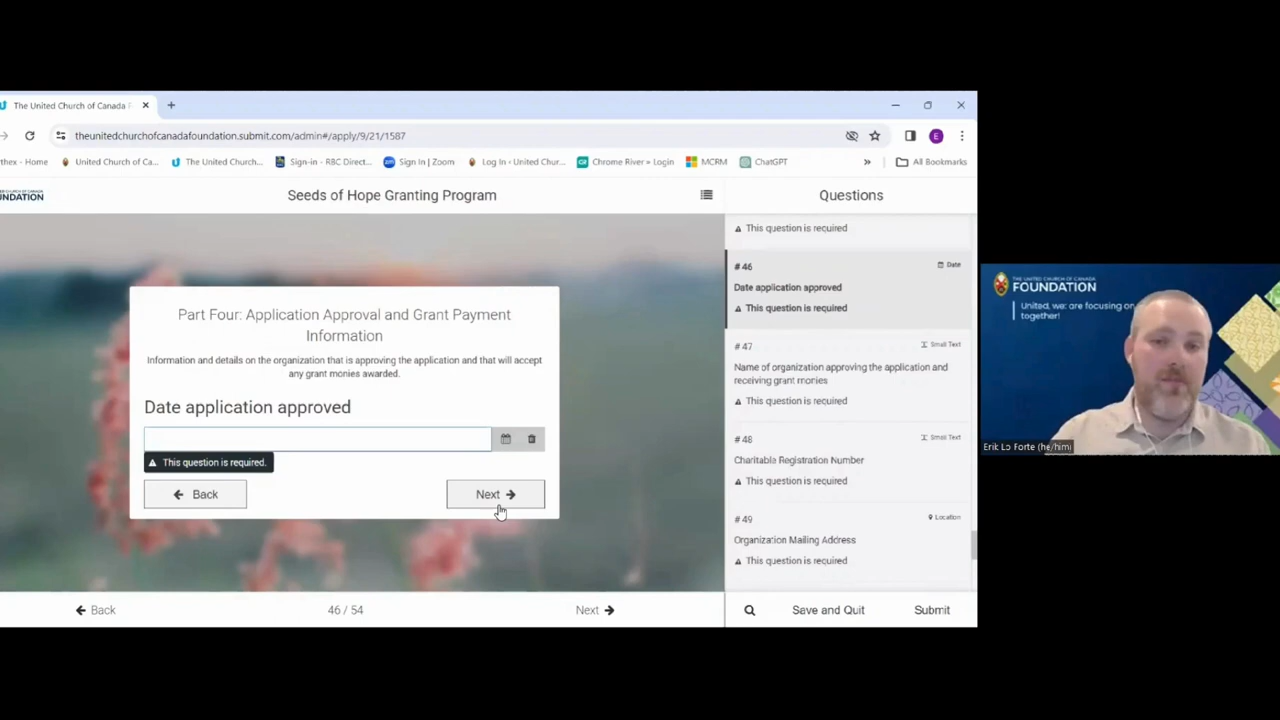 The United Church of Canada F
theunitedchurchofcanadafoundation.submit.com/admin#/apply/9/21/1587
E
rthex - Home
United Church of Ca...
The United Church...
Sign-in - RBC Direct...
Sign In | Zoom
Log In ‹ United Chur...
Chrome River » Login
MCRM
ChatGPT
»
All Bookmarks
UNDATION
Seeds of Hope Granting Program
Questions
This question is required
# 46
Date
Date application approved
This question is required
# 47
Small Text
Name of organization approving the application and
receiving grant monies
This question is required
# 48
Small Text
Charitable Registration Number
This question is required
# 49
Location
Organization Mailing Address
This question is required
Part Four: Application Approval and Grant Payment
Information
Information and details on the organization that is approving the application and that will accept
any grant monies awarded.
Date application approved
This question is required.
Back
Next
Back
46 / 54
Next
Save and Quit
Submit
THE UNITED CHURCH OF CANADA
FOUNDATION
United, we: are focusing on
together!
Erik Lo Forte (he/him)